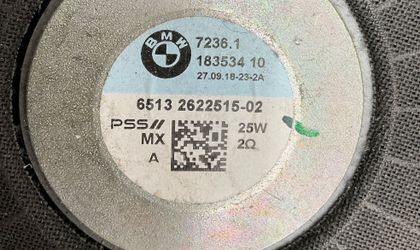 BMW
7236.1
183534 10
27.09.18-23-2A
6513 2622515-02
PSS//
MX
A
25W
2Ω